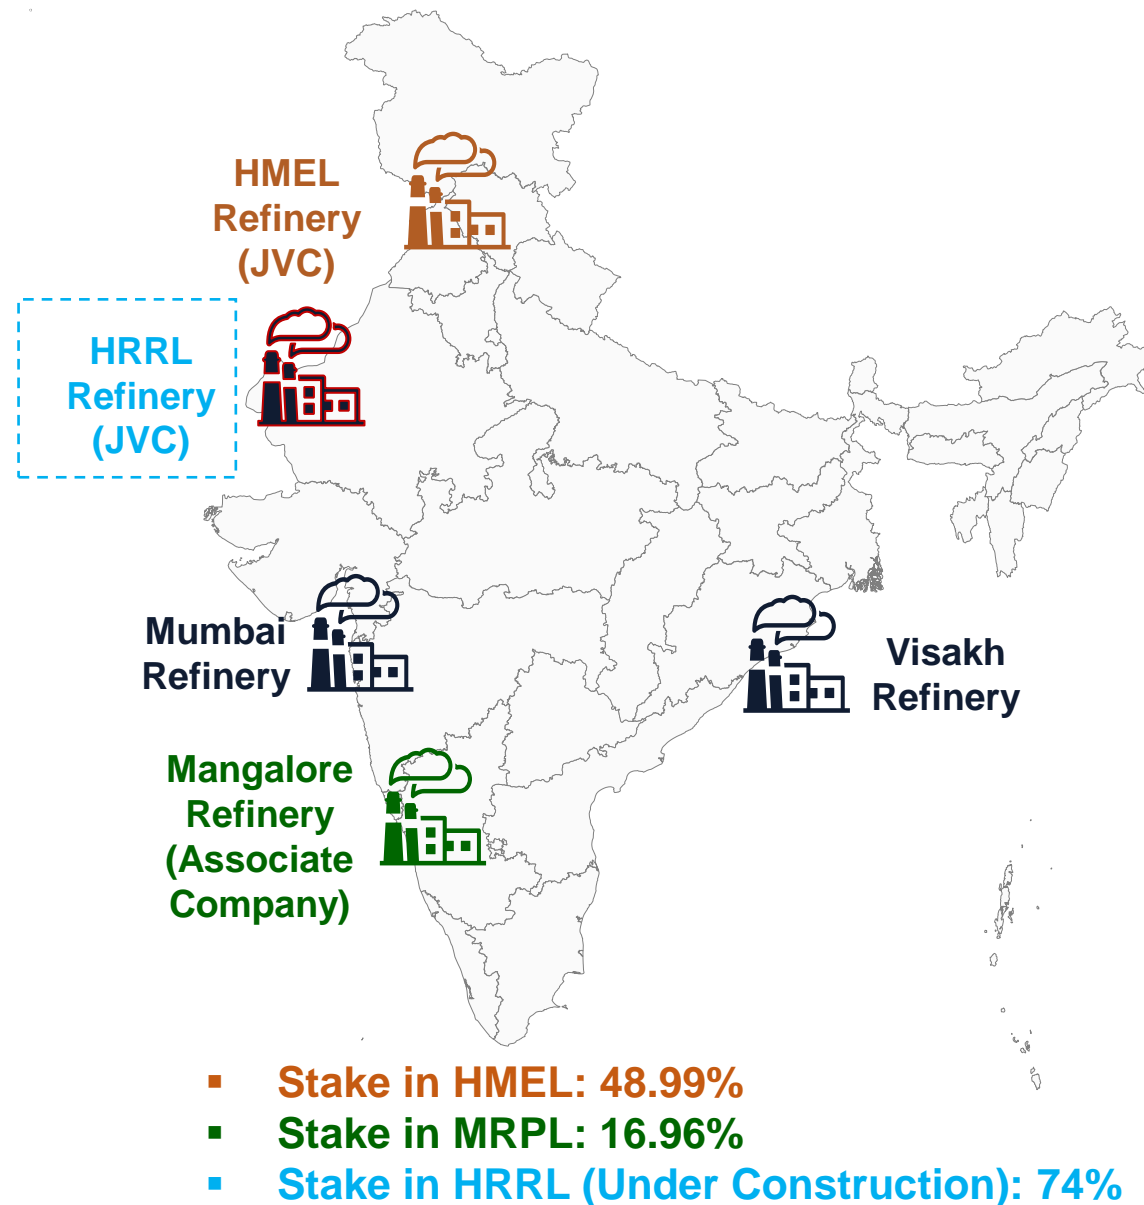 HMEL
Refinery
(JVC)
HRRL
Refinery
(JVC)
Mumbai
Refinery
Visakh
Refinery
Mangalore
Refinery
(Associate
Company)
▪ Stake in HMEL: 48.99%
▪ Stake in MRPL: 16.96%
▪ Stake in HRRL (Under Construction): 74%